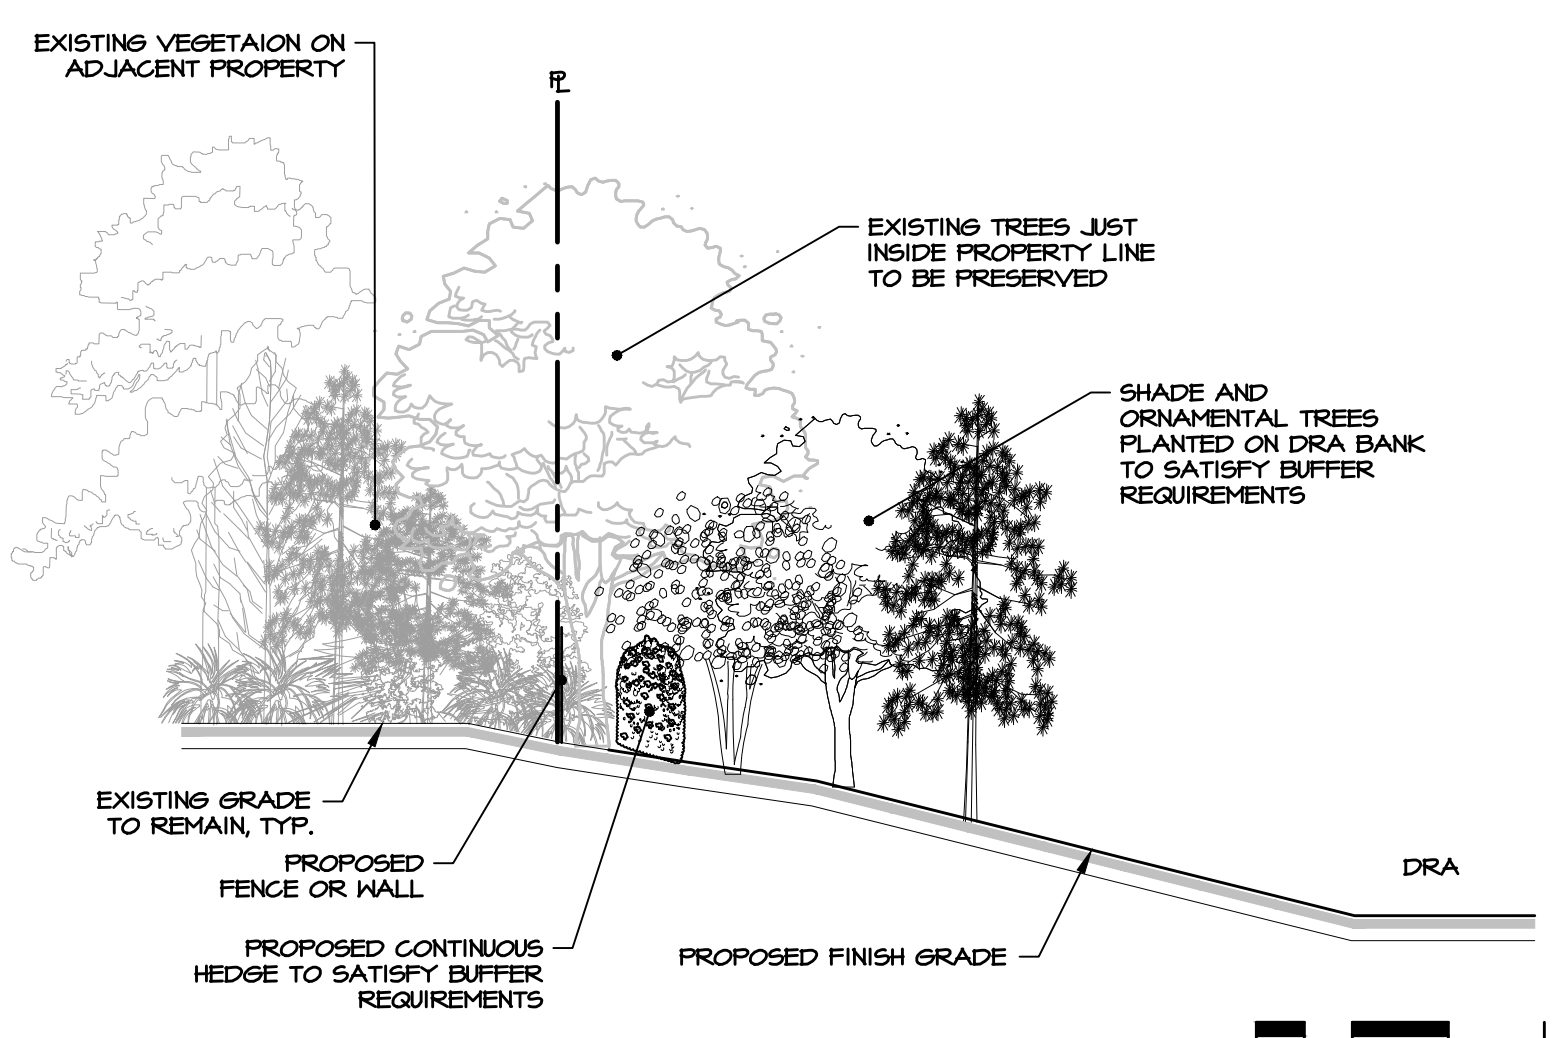 EXISTING VEGETAION ON
ADJACENT PROPERTY
PL
EXISTING TREES JUST
INSIDE PROPERTY LINE
TO BE PRESERVED
SHADE AND
ORNAMENTAL TREES
PLANTED ON DRA BANK
TO SATISFY BUFFER
REQUIREMENTS
EXISTING GRADE
TO REMAIN, TYP.
PROPOSED
FENCE OR WALL
DRA
PROPOSED CONTINUOUS
HEDGE TO SATISFY BUFFER
REQUIREMENTS
PROPOSED FINISH GRADE